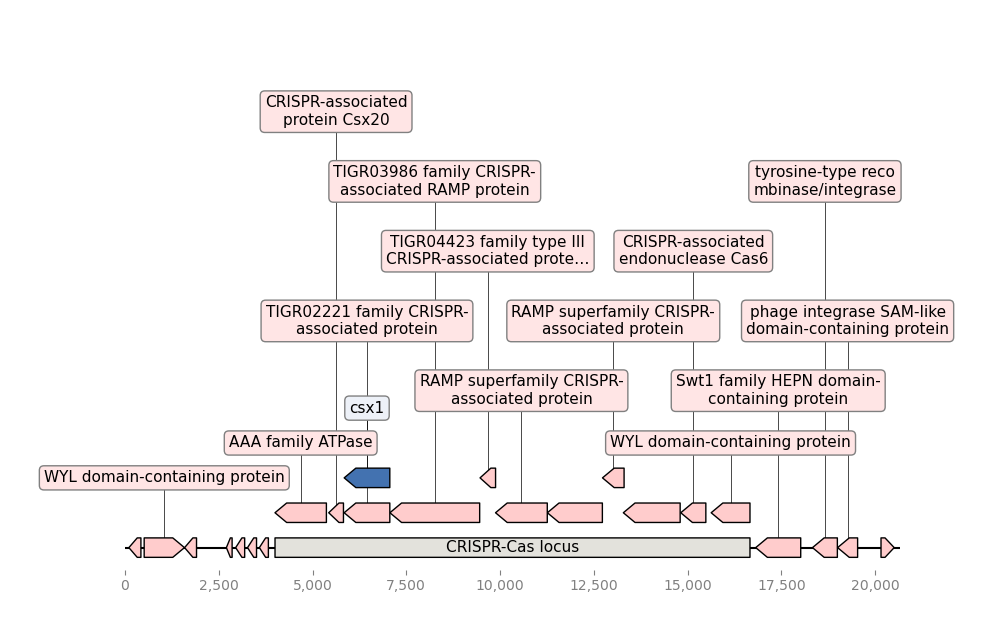 CRISPR-associated
protein Csx20
TIGR03986 family CRISPR-
associated RAMP protein
tyrosine-type reco
mbinase/integrase
TIGR04423 family type III
CRISPR-associated prote…
CRISPR-associated
endonuclease Cas6
TIGR02221 family CRISPR-
associated protein
RAMP superfamily CRISPR-
associated protein
phage integrase SAM-like
domain-containing protein
RAMP superfamily CRISPR-
associated protein
Swt1 family HEPN domain-
containing protein
csx1
AAA family ATPase
WYL domain-containing protein
WYL domain-containing protein
CRISPR-Cas locus
0
2,500
5,000
7,500
10,000
12,500
15,000
17,500
20,000